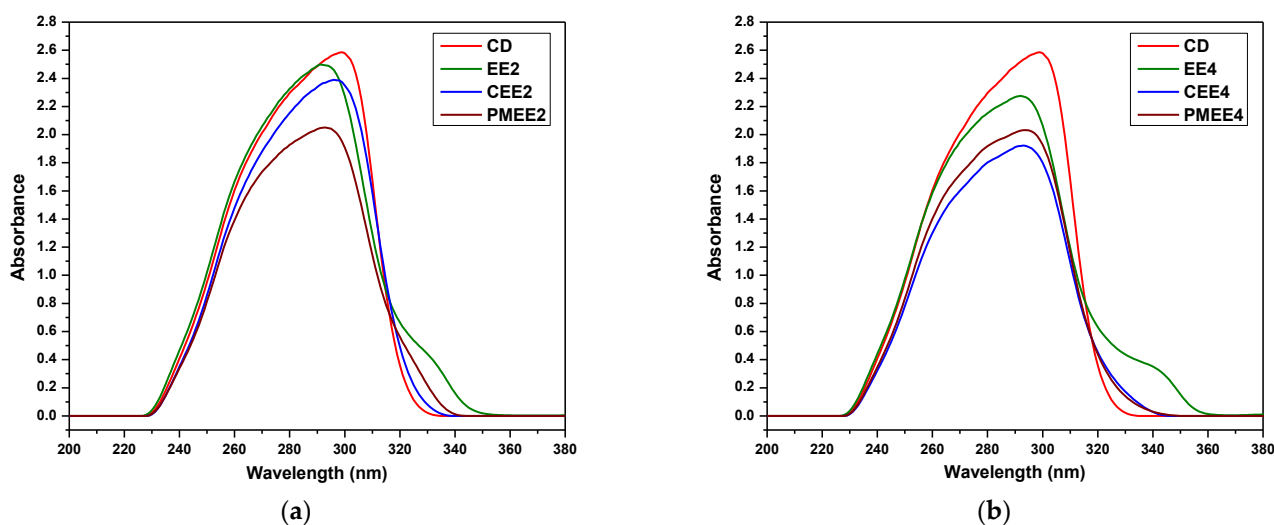 2.8
2.6
2.4
2.2
2.0
1.8
1.6
1.4
1.2
1.0
0.8
0.6
0.4
0.2
0.0
Absorbance
CD
EE2
CEE2
PMEE2
200 220 240 260 280 300 320 340 360 380
Wavelength (nm)
(a)
2.8
2.6
2.4
2.2
2.0
1.8
1.6
1.4
1.2
1.0
0.8
0.6
0.4
0.2
0.0
Absorbance
CD
EE4
CEE4
PMEE4
200 220 240 260 280 300 320 340 360 380
Wavelength (nm)
(b)